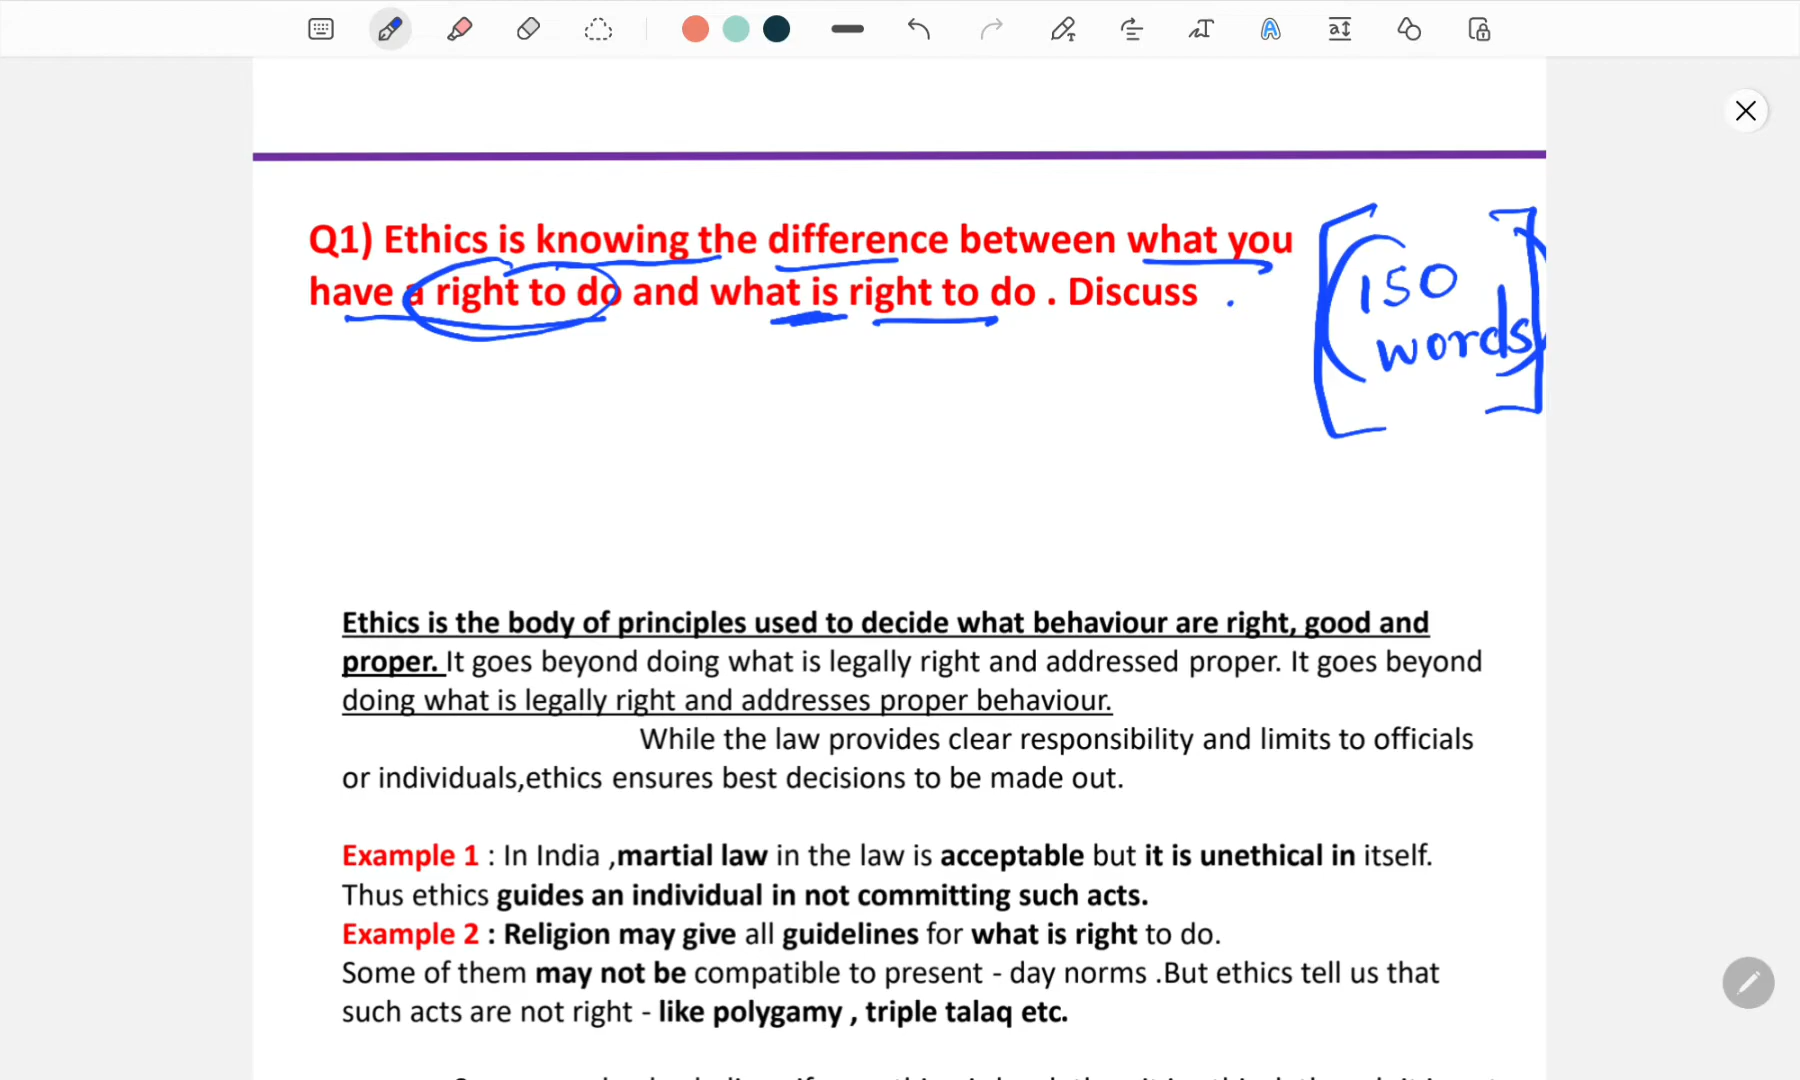 Q1) Ethics is knowing the difference between what you
have a right to do and what is right to do . Discuss .
150
words
Ethics is the body of principles used to decide what behaviour are right, good and
proper. It goes beyond doing what is legally right and addressed proper. It goes beyond
doing what is legally right and addresses proper behaviour.
While the law provides clear responsibility and limits to officials
or individuals,ethics ensures best decisions to be made out.
Example 1 : In India ,martial law in the law is acceptable but it is unethical in itself.
Thus ethics guides an individual in not committing such acts.
Example 2 : Religion may give all guidelines for what is right to do.
Some of them may not be compatible to present - day norms .But ethics tell us that
such acts are not right - like polygamy , triple talaq etc.